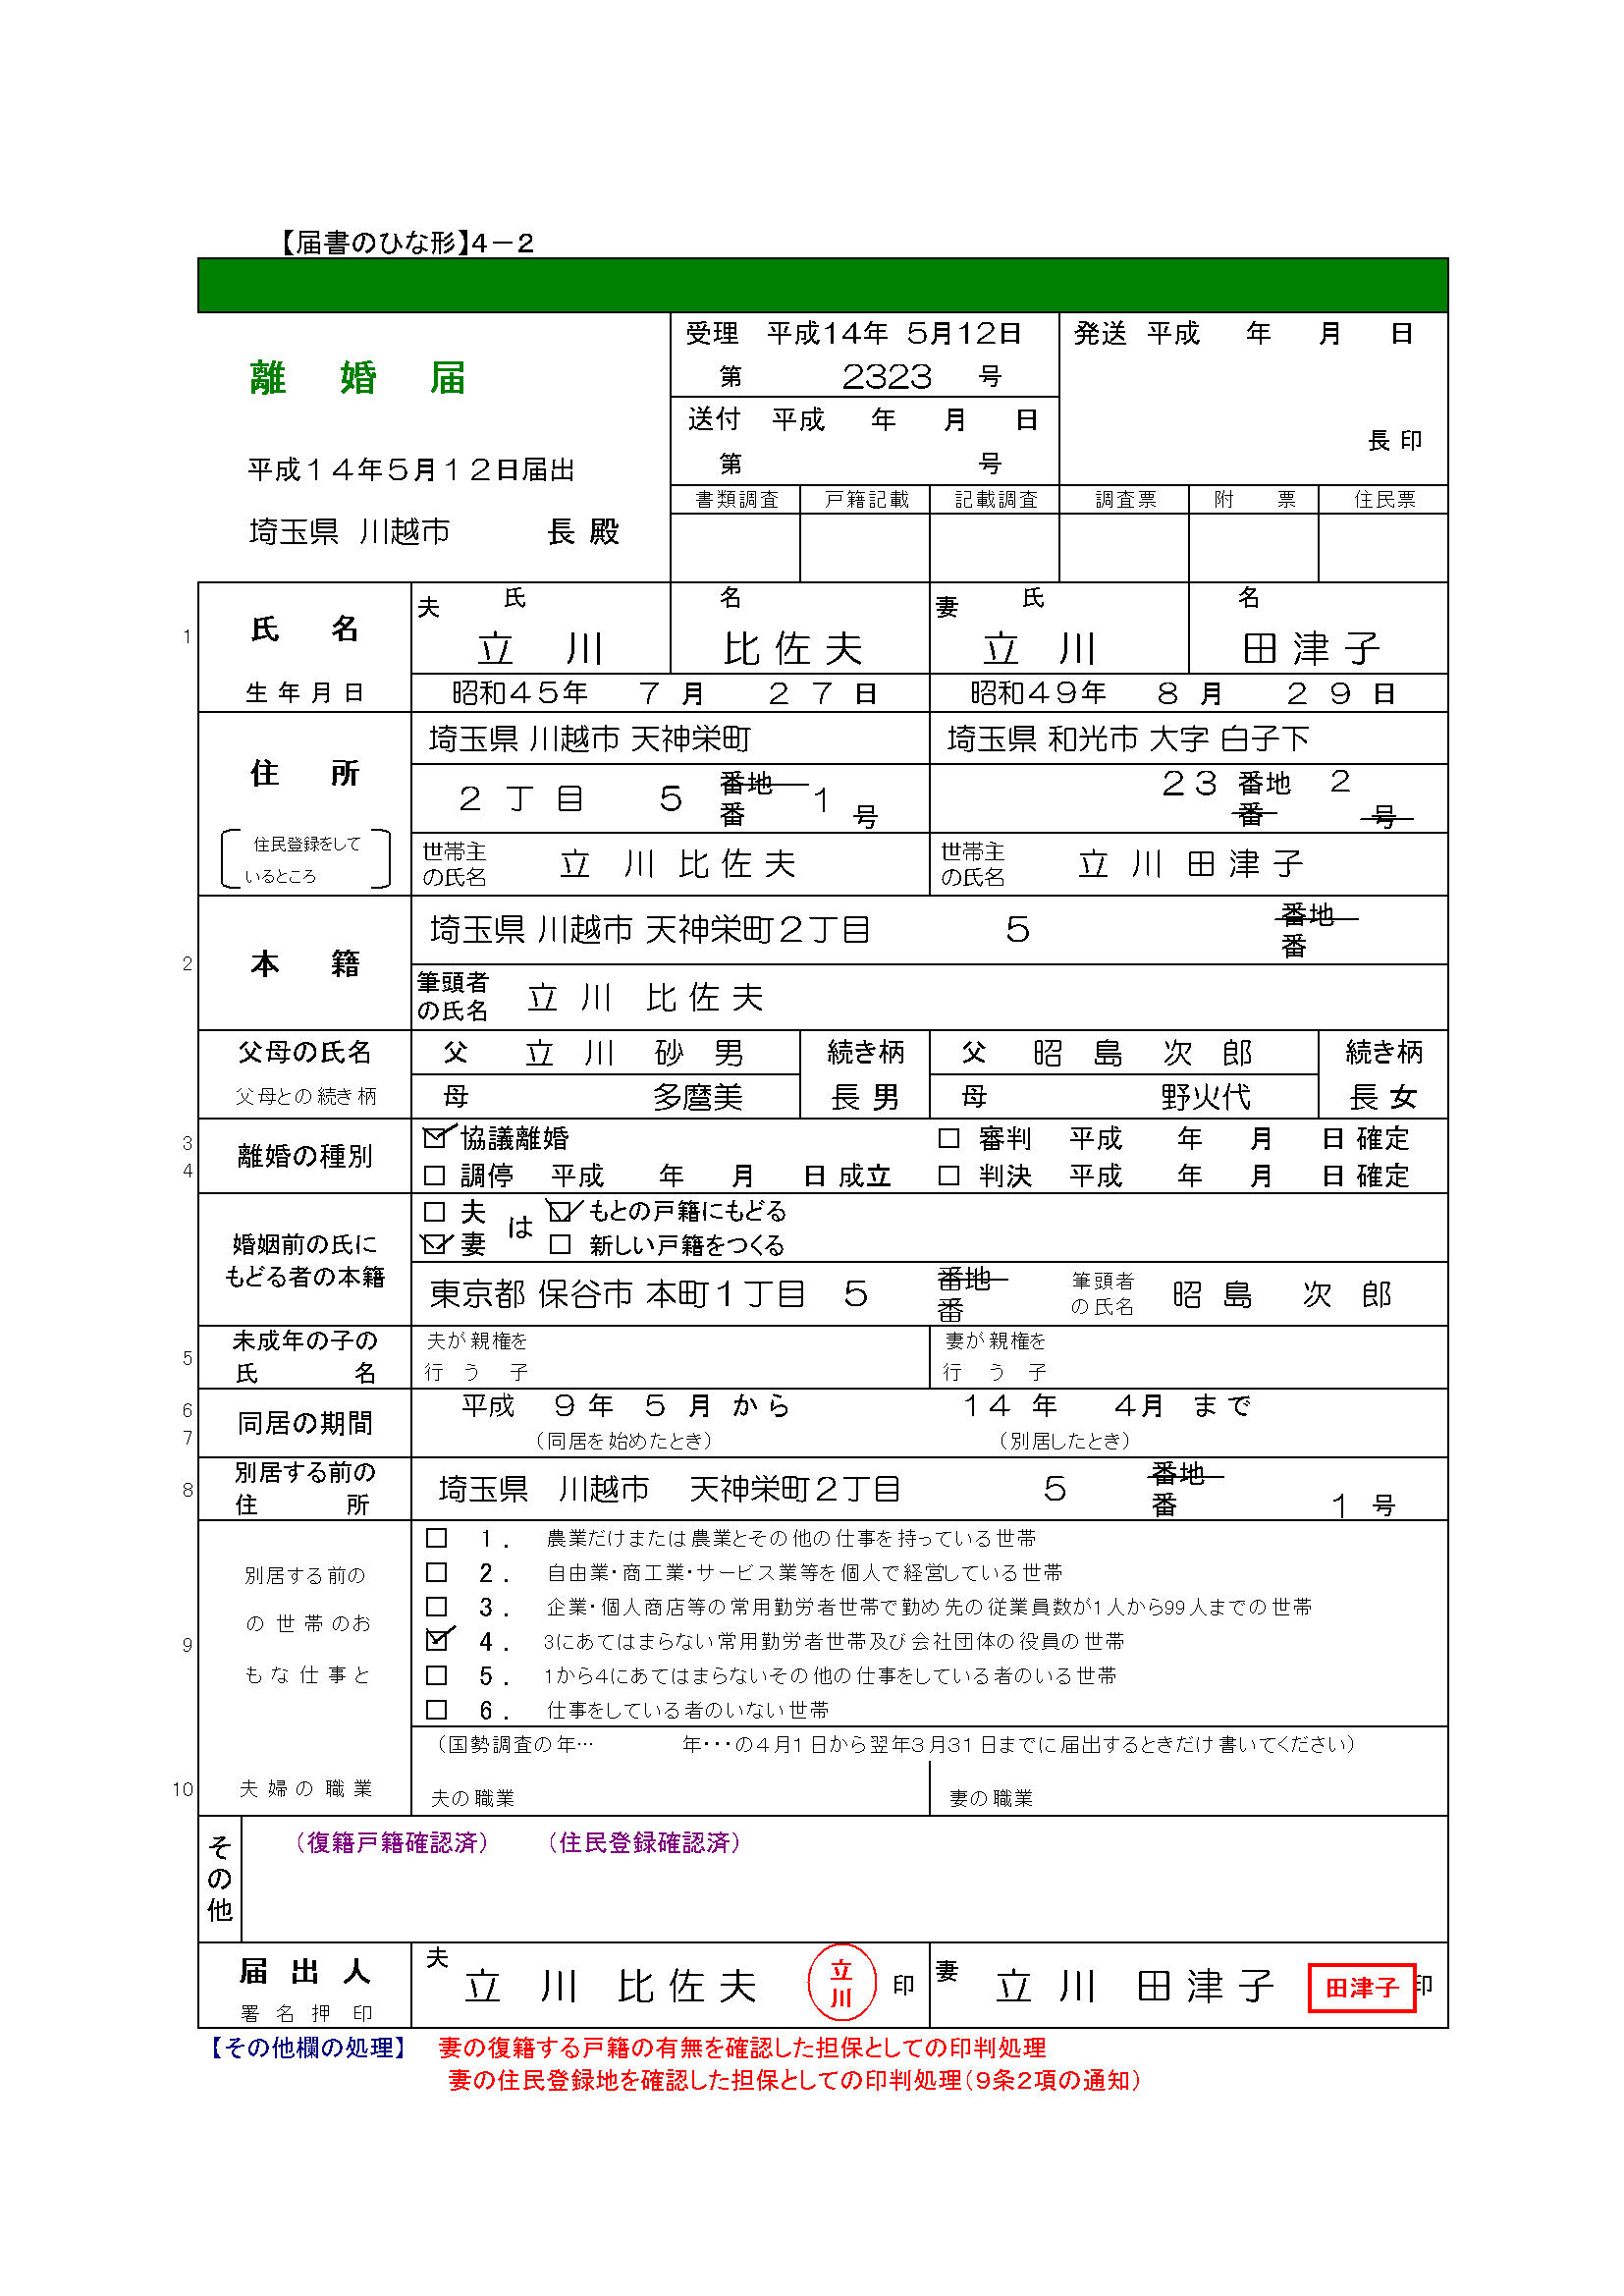 【届書のひな形】4－2
離婚届
受理 平成14年 5月12日
第 2323 号
発送 平成 年 月 日
送付 平成 年 月 日
第 号
長印
平成14年5月12日届出
埼玉県 川越市 長 殿
書類調査 戸籍記載 記載調査 調査票 附 票 住民票
1
氏 名
夫 氏 名 妻 氏 名
立 川 比佐夫 立 川 田津子
生年月日 昭和45年 7月 27日 昭和49年 8月 29日
住 所
埼玉県 川越市 天神栄町 埼玉県 和光市 大字 白子下
2丁目 5 番地 番 1 号 23 番地 番 2 号
住民登録をして
いるところ
世帯主の氏名 立川比佐夫 世帯主の氏名 立川田津子
2
本 籍
埼玉県 川越市 天神栄町2丁目 5 番地 番
筆頭者の氏名 立川 比佐夫
父母の氏名
父母との続き柄
父 立川 砂男 続き柄 父 昭島 次郎 続き柄
母 多麿美 長男 母 野火代 長女
3
4
離婚の種別
協議離婚 □ 審判 平成 年 月 日 確定
□ 調停 平成 年 月 日 成立 □ 判決 平成 年 月 日 確定
婚姻前の氏に
もどる者の本籍
□ 夫 は もとの戸籍にもどる
妻 □ 新しい戸籍をつくる
東京都 保谷市 本町1丁目 5 番地 番 筆頭者の氏名 昭島 次郎
5
未成年の子の
氏 名
夫が親権を
行う子
妻が親権を
行う子
6
7
同居の期間
平成 9年 5月から 14年 4月まで
（同居を始めたとき） （別居したとき）
8
別居する前の
住 所
埼玉県 川越市 天神栄町2丁目 5 番地 番 1 号
9
別居する前の
の世帯のお
もな仕事と
□ 1. 農業だけまたは農業とその他の仕事を持っている世帯
□ 2. 自由業・商工業・サービス業等を個人で経営している世帯
□ 3. 企業・個人商店等の常用勤労者世帯で勤め先の従業員数が1人から99人までの世帯
4. 3にあてはまらない常用勤労者世帯及び会社団体の役員の世帯
□ 5. 1から4にあてはまらないその他の仕事をしている者のいる世帯
□ 6. 仕事をしている者のいない世帯
（国勢調査の年… 年・・・の4月1日から翌年3月31日までに届出するときだけ書いてください）
10
夫婦の職業 夫の職業 妻の職業
その他
（復籍戸籍確認済） （住民登録確認済）
届出人
署名押印
夫 立川 比佐夫 立川 印 妻 立川 田津子 田津子 印
【その他欄の処理】 妻の復籍する戸籍の有無を確認した担保としての印判処理
妻の住民登録地を確認した担保としての印判処理（9条2項の通知）